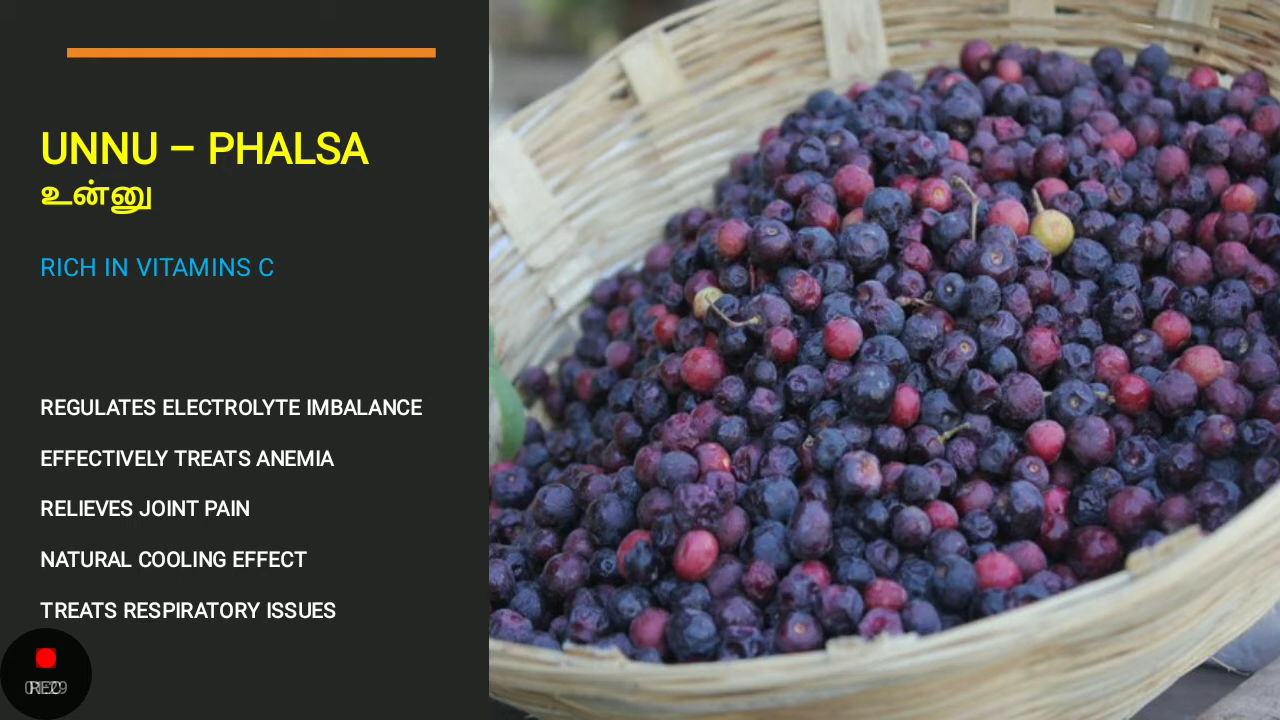 UNNU – PHALSA
உன்னு
RICH IN VITAMINS C
REGULATES ELECTROLYTE IMBALANCE
EFFECTIVELY TREATS ANEMIA
RELIEVES JOINT PAIN
NATURAL COOLING EFFECT
TREATS RESPIRATORY ISSUES
REC